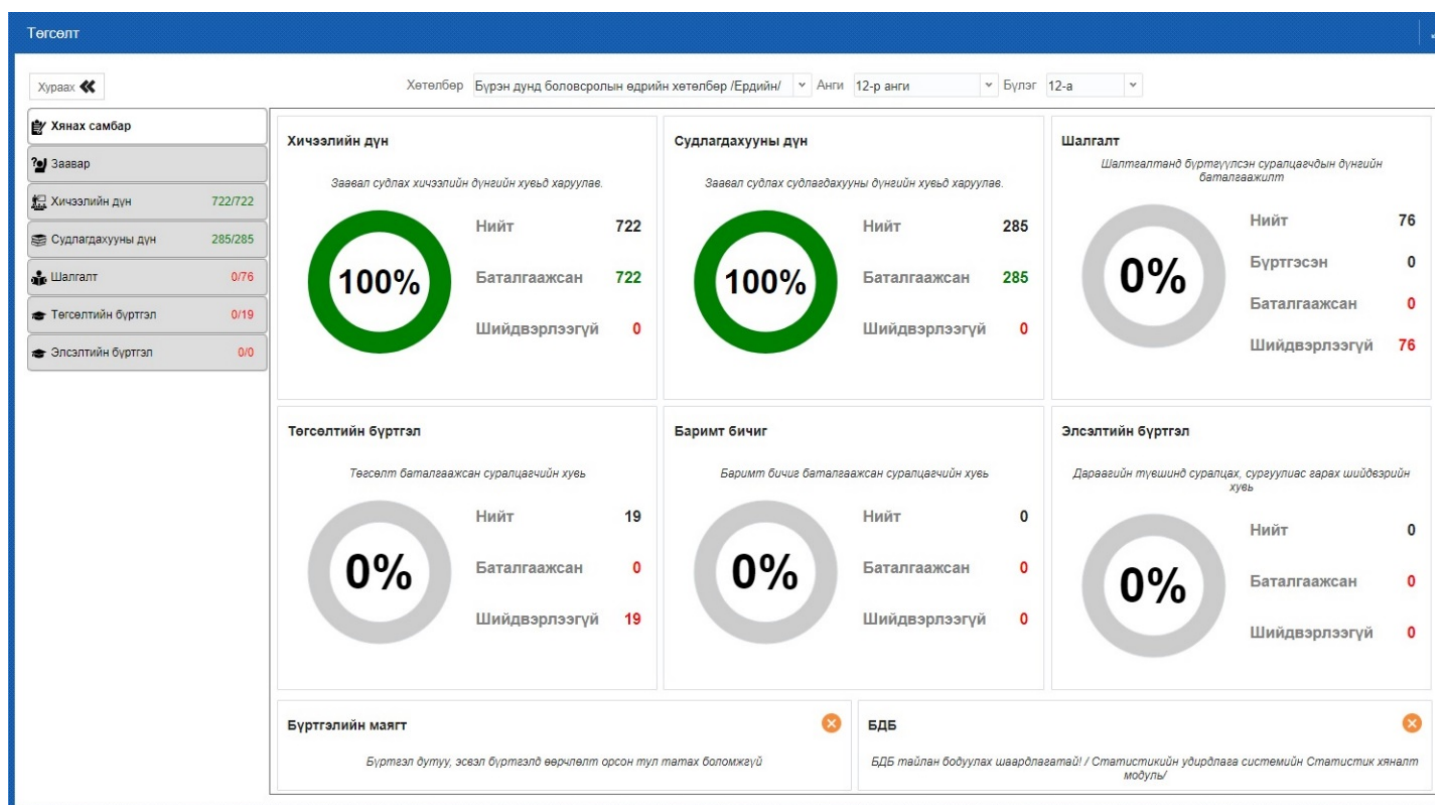 Төгсөлт
Хураах
Хөтөлбөр Бүрэн дунд боловсролын өдрийн хөтөлбөр /Ердийн/ Анги 12-р анги Бүлэг 12-а
Хянах самбар
Заавар
Хичээлийн дүн 722/722
Судлагдахууны дүн 285/285
Шалгалт 0/76
Төгсөлтийн бүртгэл 0/19
Элсэлтийн бүртгэл 0/0
Хичээлийн дүн
Заавал судлах хичээлийн дүнгийн хувьд харуулав.
100%
Нийт 722
Баталгаажсан 722
Шийдвэрлээгүй 0
Судлагдахууны дүн
Заавал судлах судлагдахууны дүнгийн хувьд харуулав.
100%
Нийт 285
Баталгаажсан 285
Шийдвэрлээгүй 0
Шалгалт
Шалтгалтанд бүртгүүлсэн суралцагчдын дүнгийн
баталгаажилт
0%
Нийт 76
Бүртгэсэн 0
Баталгаажсан 0
Шийдвэрлээгүй 76
Төгсөлтийн бүртгэл
Төгсөлт баталгаажсан суралцагчийн хувь
0%
Нийт 19
Баталгаажсан 0
Шийдвэрлээгүй 19
Баримт бичиг
Баримт бичиг баталгаажсан суралцагчийн хувь
0%
Нийт 0
Баталгаажсан 0
Шийдвэрлээгүй 0
Элсэлтийн бүртгэл
Дараагийн түвшинд суралцах, сургуулиас гарах шийдвэрийн
хувь
0%
Нийт 0
Баталгаажсан 0
Шийдвэрлээгүй 0
Бүртгэлийн маягт
Бүртгэл дутуу, эсвэл бүртгэлд өөрчлөлт орсон тул татах боломжгүй
БДБ
БДБ тайлан бодуулах шаардлагатай! / Статистикийн удирдлага системийн Статистик хяналт
модуль/